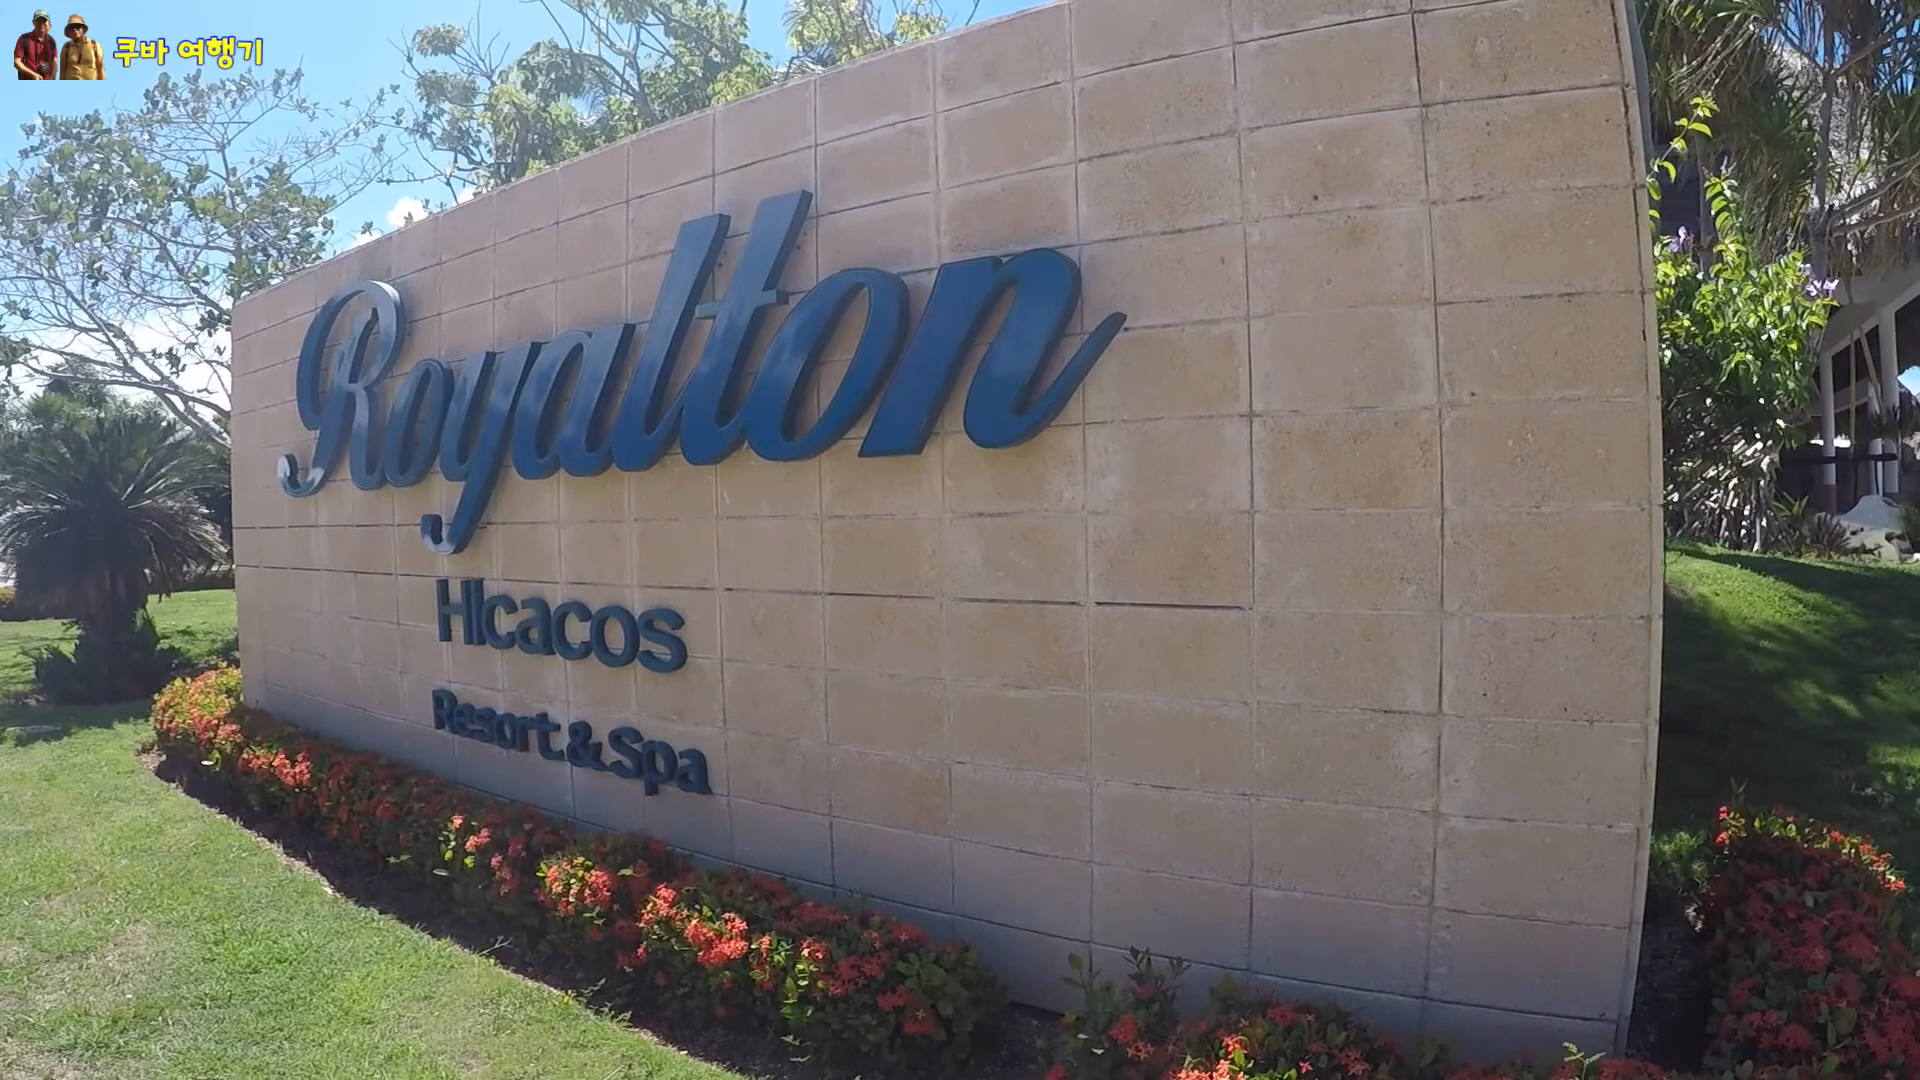 쿠바 여행기
Royalton
Hicacos
Resort & Spa